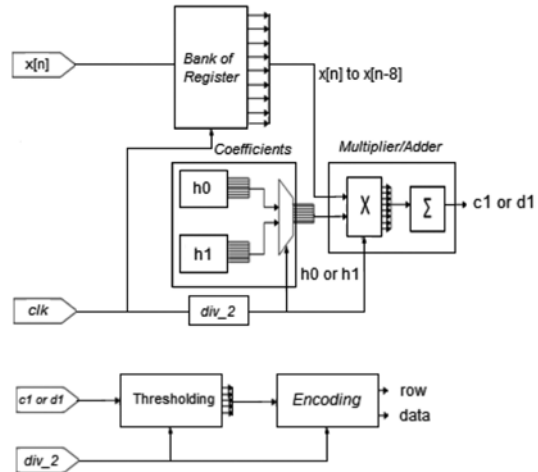 x[n]
Bank of
Register
x[n] to x[n-8]
Coefficients
Multiplier/Adder
h0
h1
X
Σ
c1 or d1
h0 or h1
clk
div_2
c1 or d1
Thresholding
Encoding
row
data
div_2